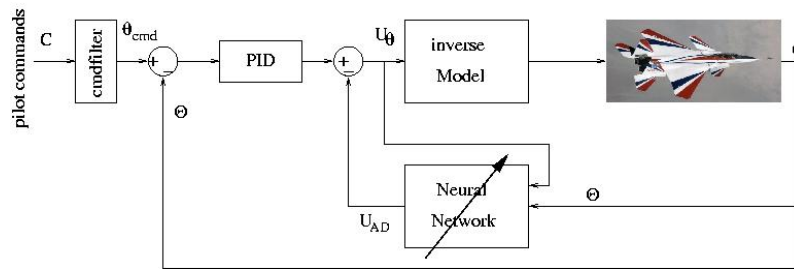 pilot commands
C
cmdfilter
θcmd
+
−
Θ
PID
+
−
Uθ
inverse
Model
Neural
Network
UAD
Θ